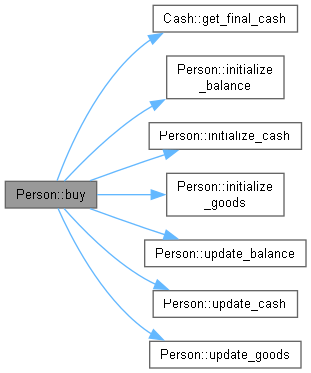 Cash::get_final_cash
Person::initialize
_balance
Person::initialize_cash
Person::buy
Person::initialize
_goods
Person::update_balance
Person::update_cash
Person::update_goods